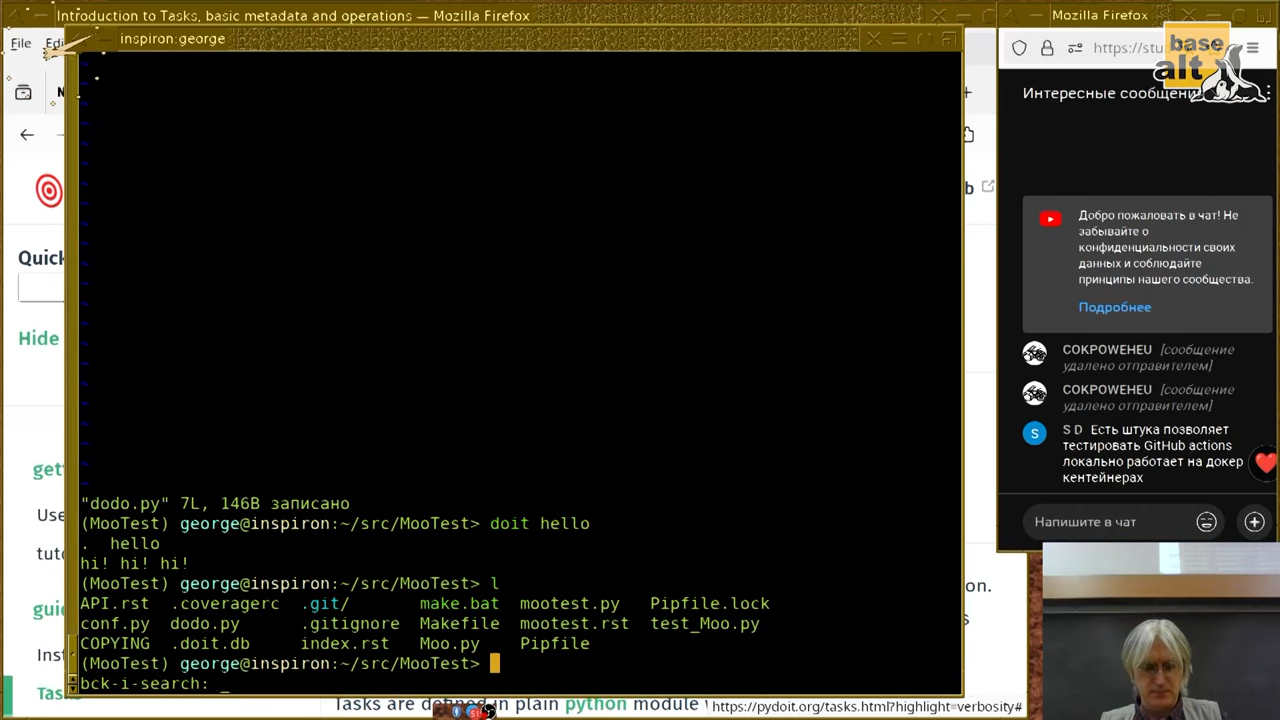 Introduction to Tasks, basic metadata and operations — Mozilla Firefox
Mozilla Firefox
File
inspiron:george
https://stu
base
alt
Интересные сообщени
Quick
Hide
Добро пожаловать в чат! Не
забывайте о
конфиденциальности своих
данных и соблюдайте
принципы нашего сообщества.
Подробнее
COKPOWEHEU [сообщение
удалено отправителем]
COKPOWEHEU [сообщение
удалено отправителем]
S D Есть штука позволяет
тестировать GitHub actions
локально работает на докер
кентейнерах
Напишите в чат
"dodo.py" 7L, 146B записано
(MooTest) george@inspiron:~/src/MooTest> doit hello
. hello
hi! hi! hi!
(MooTest) george@inspiron:~/src/MooTest> l
API.rst .coveragerc .git/ make.bat mootest.py Pipfile.lock
conf.py dodo.py .gitignore Makefile mootest.rst test_Moo.py
COPYING .doit.db index.rst Moo.py Pipfile
(MooTest) george@inspiron:~/src/MooTest>
bck-i-search: _
Use
Tasks
Tasks are defined in plain python module
https://pydoit.org/tasks.html?highlight=verbosity#